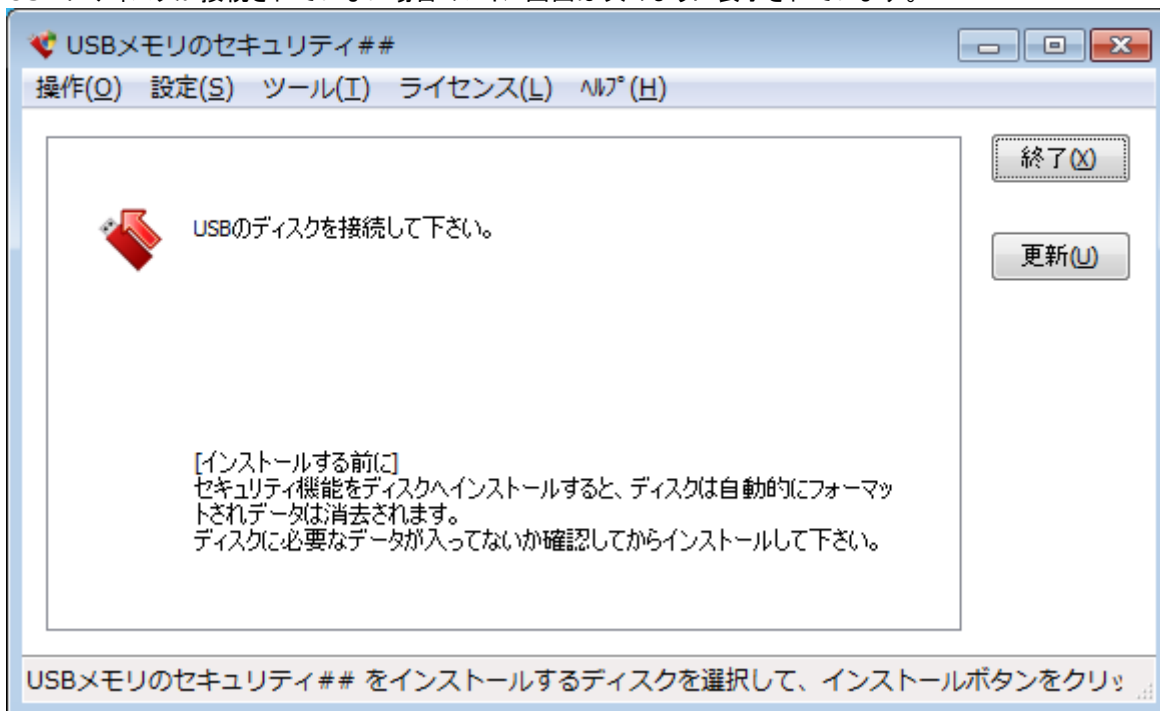 USBメモリのセキュリティ##
操作(O) 設定(S) ツール(T) ライセンス(L) ﾍﾙﾌﾟ(H)
終了(X)
USBのディスクを接続して下さい。
更新(U)
[インストールする前に]
セキュリティ機能をディスクへインストールすると、ディスクは自動的にフォーマッ
トされデータは消去されます。
ディスクに必要なデータが入ってないか確認してからインストールして下さい。
USBメモリのセキュリティ## をインストールするディスクを選択して、インストールボタンをクリッ